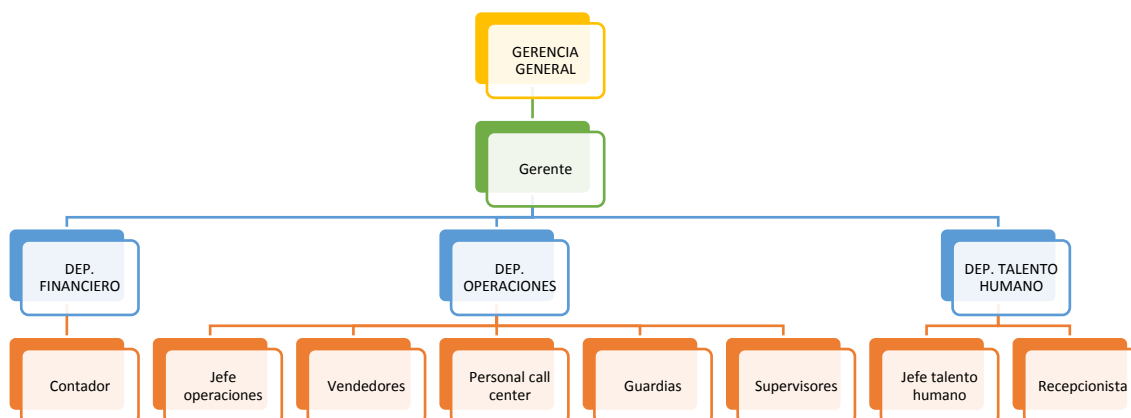 GERENCIA
GENERAL
Gerente
DEP.
FINANCIERO
DEP.
OPERACIONES
DEP. TALENTO
HUMANO
Contador
Jefe
operaciones
Vendedores
Personal call
center
Guardias
Supervisores
Jefe talento
humano
Recepcionista